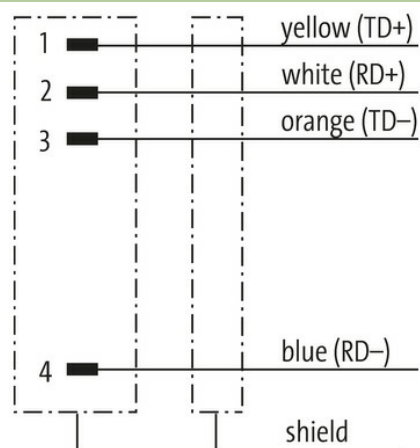 1 yellow (TD+)
2 white (RD+)
3 orange (TD–)
4 blue (RD–)
shield